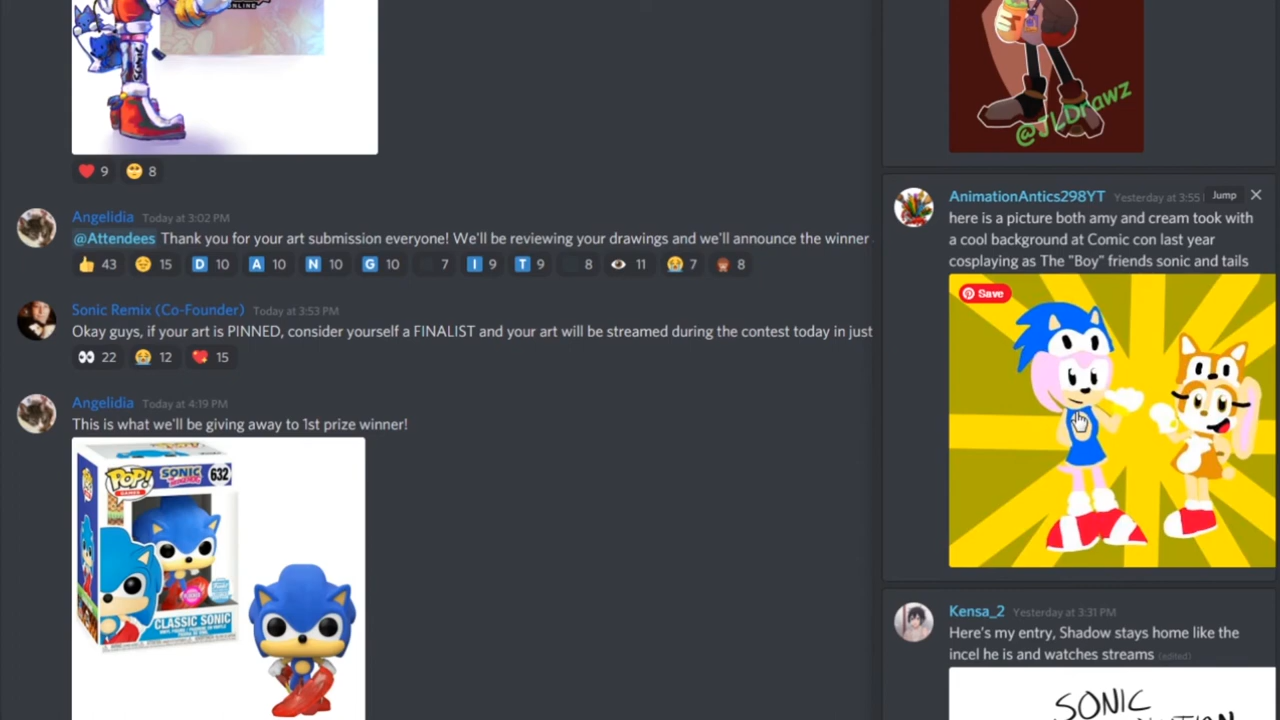 ONLINE
SONIC
9
8
Angelidia Today at 3:02 PM
@Attendees Thank you for your art submission everyone! We'll be reviewing your drawings and we'll announce the winner
43 15 D 10 A 10 N 10 G 10 7 I 9 T 9 8 11 7 8
Sonic Remix (Co-Founder) Today at 3:53 PM
Okay guys, if your art is PINNED, consider yourself a FINALIST and your art will be streamed during the contest today in just
22 12 15
Angelidia Today at 4:19 PM
This is what we'll be giving away to 1st prize winner!
POP!
GAMES
SONIC
632
CLASSIC SONIC
@JLDrawz
AnimationAntics298YT Yesterday at 3:55 Jump
here is a picture both amy and cream took with
a cool background at Comic con last year
cosplaying as The "Boy" friends sonic and tails
Save
Kensa_2 Yesterday at 3:31 PM
Here's my entry, Shadow stays home like the
incel he is and watches streams (edited)
SONIC